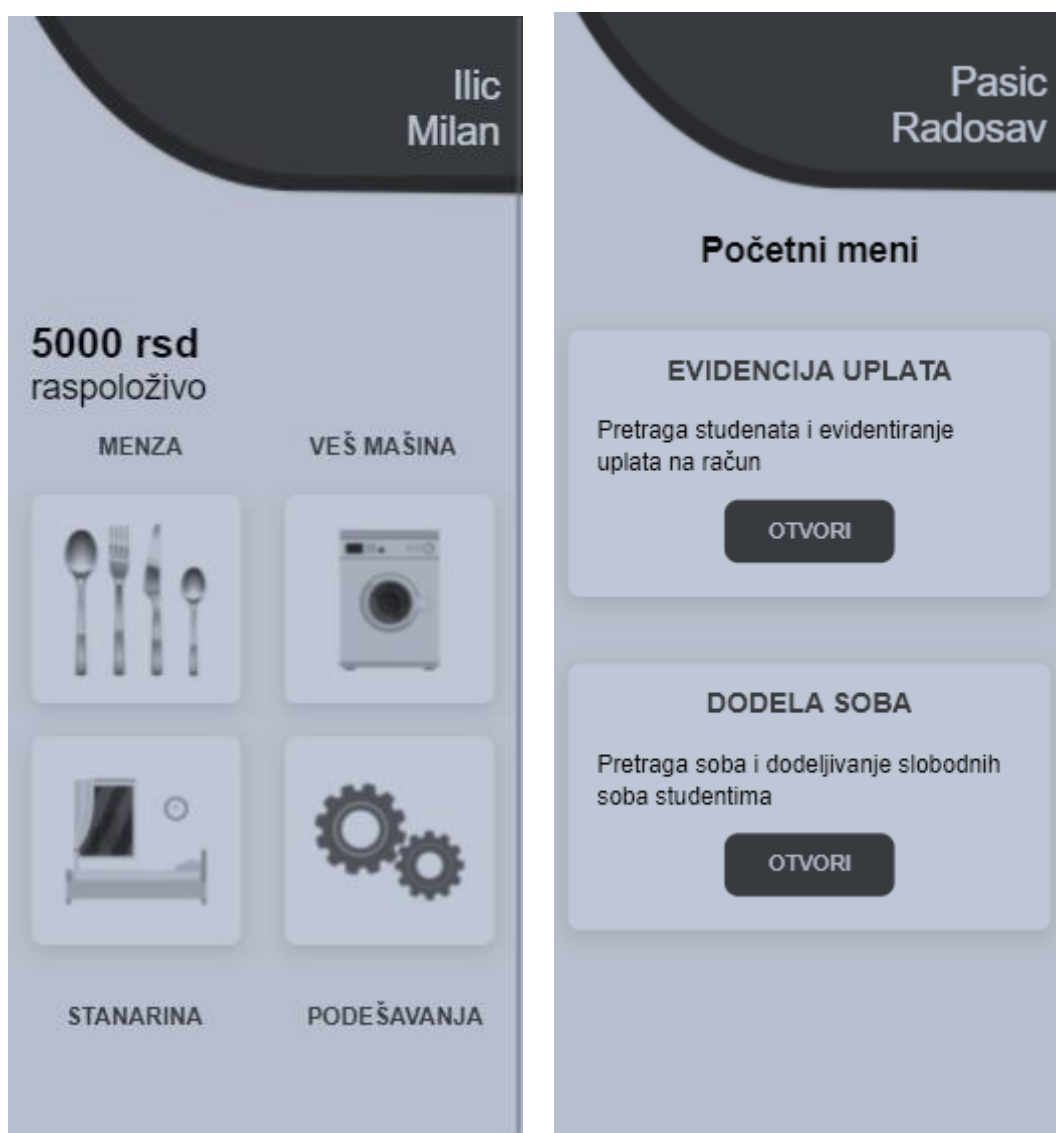 Ilic
Milan
5000 rsd
raspoloživo
MENZA
VEŠ MAŠINA
STANARINA
PODEŠAVANJA
Pasic
Radosav
Početni meni
EVIDENCIJA UPLATA
Pretraga studenata i evidentiranje
uplata na račun
OTVORI
DODELA SOBA
Pretraga soba i dodeljivanje slobodnih
soba studentima
OTVORI